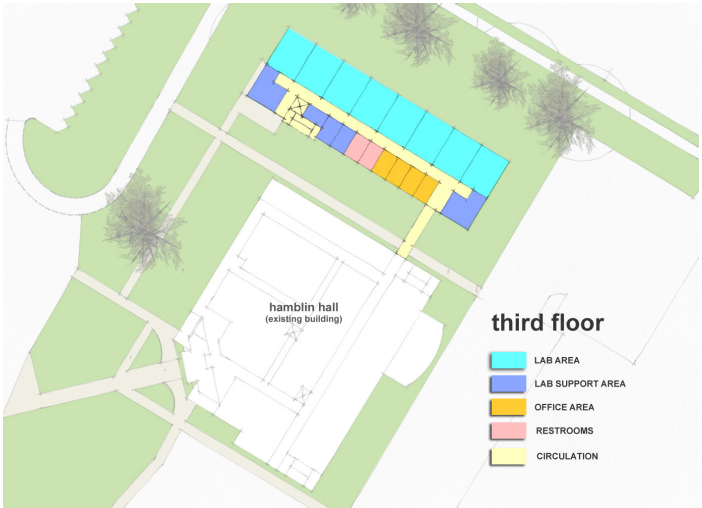 hamblin hall
(existing building)
third floor
LAB AREA
LAB SUPPORT AREA
OFFICE AREA
RESTROOMS
CIRCULATION